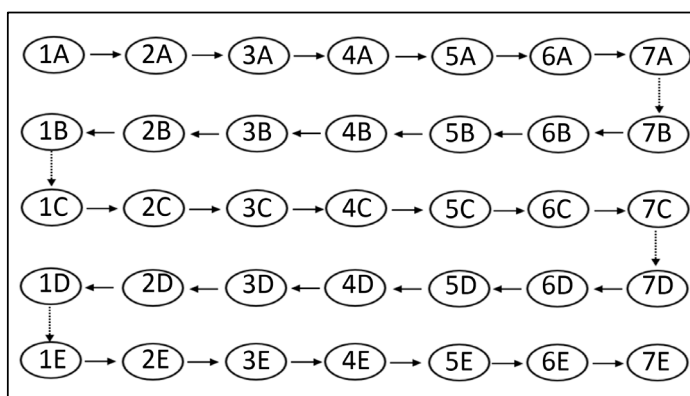 1A 2A 3A 4A 5A 6A 7A
1B 2B 3B 4B 5B 6B 7B
1C 2C 3C 4C 5C 6C 7C
1D 2D 3D 4D 5D 6D 7D
1E 2E 3E 4E 5E 6E 7E